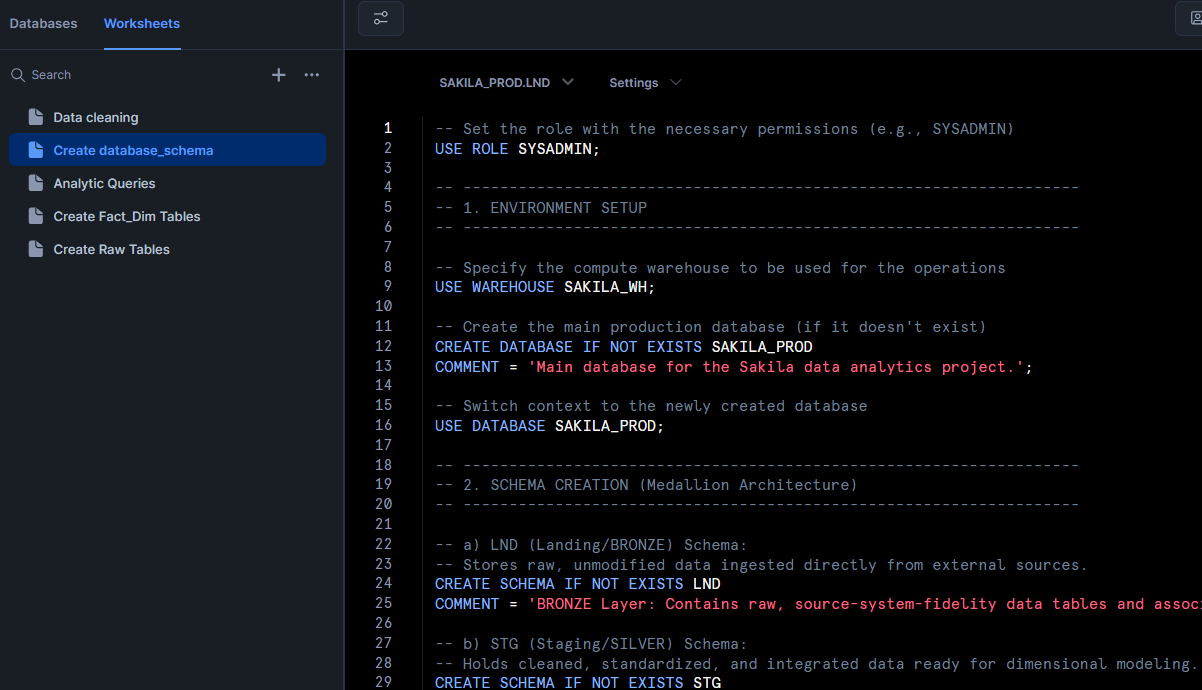 Databases
Worksheets
Search
Data cleaning
Create database_schema
Analytic Queries
Create Fact_Dim Tables
Create Raw Tables
SAKILA_PROD.LND
Settings
1 -- Set the role with the necessary permissions (e.g., SYSADMIN)
2 USE ROLE SYSADMIN;
3
4 -- -------------------------------------------------------------------
5 -- 1. ENVIRONMENT SETUP
6 -- -------------------------------------------------------------------
7
8 -- Specify the compute warehouse to be used for the operations
9 USE WAREHOUSE SAKILA_WH;
10
11 -- Create the main production database (if it doesn't exist)
12 CREATE DATABASE IF NOT EXISTS SAKILA_PROD
13 COMMENT = 'Main database for the Sakila data analytics project.';
14
15 -- Switch context to the newly created database
16 USE DATABASE SAKILA_PROD;
17
18 -- -------------------------------------------------------------------
19 -- 2. SCHEMA CREATION (Medallion Architecture)
20 -- -------------------------------------------------------------------
21
22 -- a) LND (Landing/BRONZE) Schema:
23 -- Stores raw, unmodified data ingested directly from external sources.
24 CREATE SCHEMA IF NOT EXISTS LND
25 COMMENT = 'BRONZE Layer: Contains raw, source-system-fidelity data tables and assoc
26
27 -- b) STG (Staging/SILVER) Schema:
28 -- Holds cleaned, standardized, and integrated data ready for dimensional modeling.
29 CREATE SCHEMA IF NOT EXISTS STG